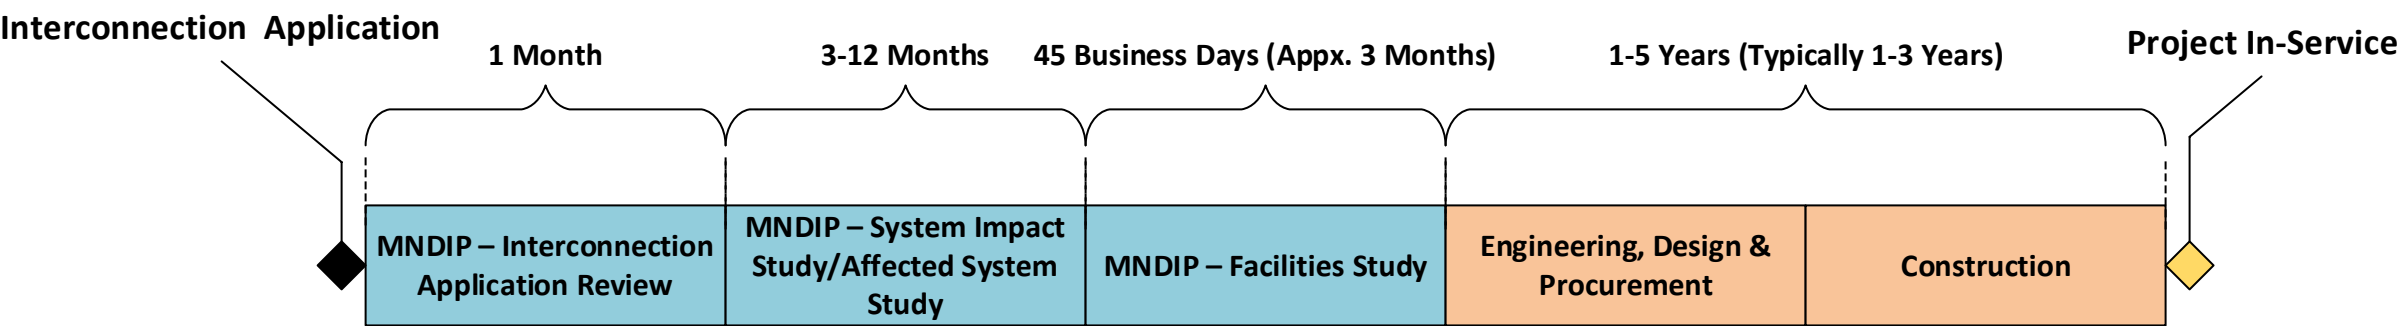 Interconnection Application
1 Month
3-12 Months
45 Business Days (Appx. 3 Months)
1-5 Years (Typically 1-3 Years)
Project In-Service
MNDIP – Interconnection
Application Review
MNDIP – System Impact
Study/Affected System
Study
MNDIP – Facilities Study
Engineering, Design &
Procurement
Construction